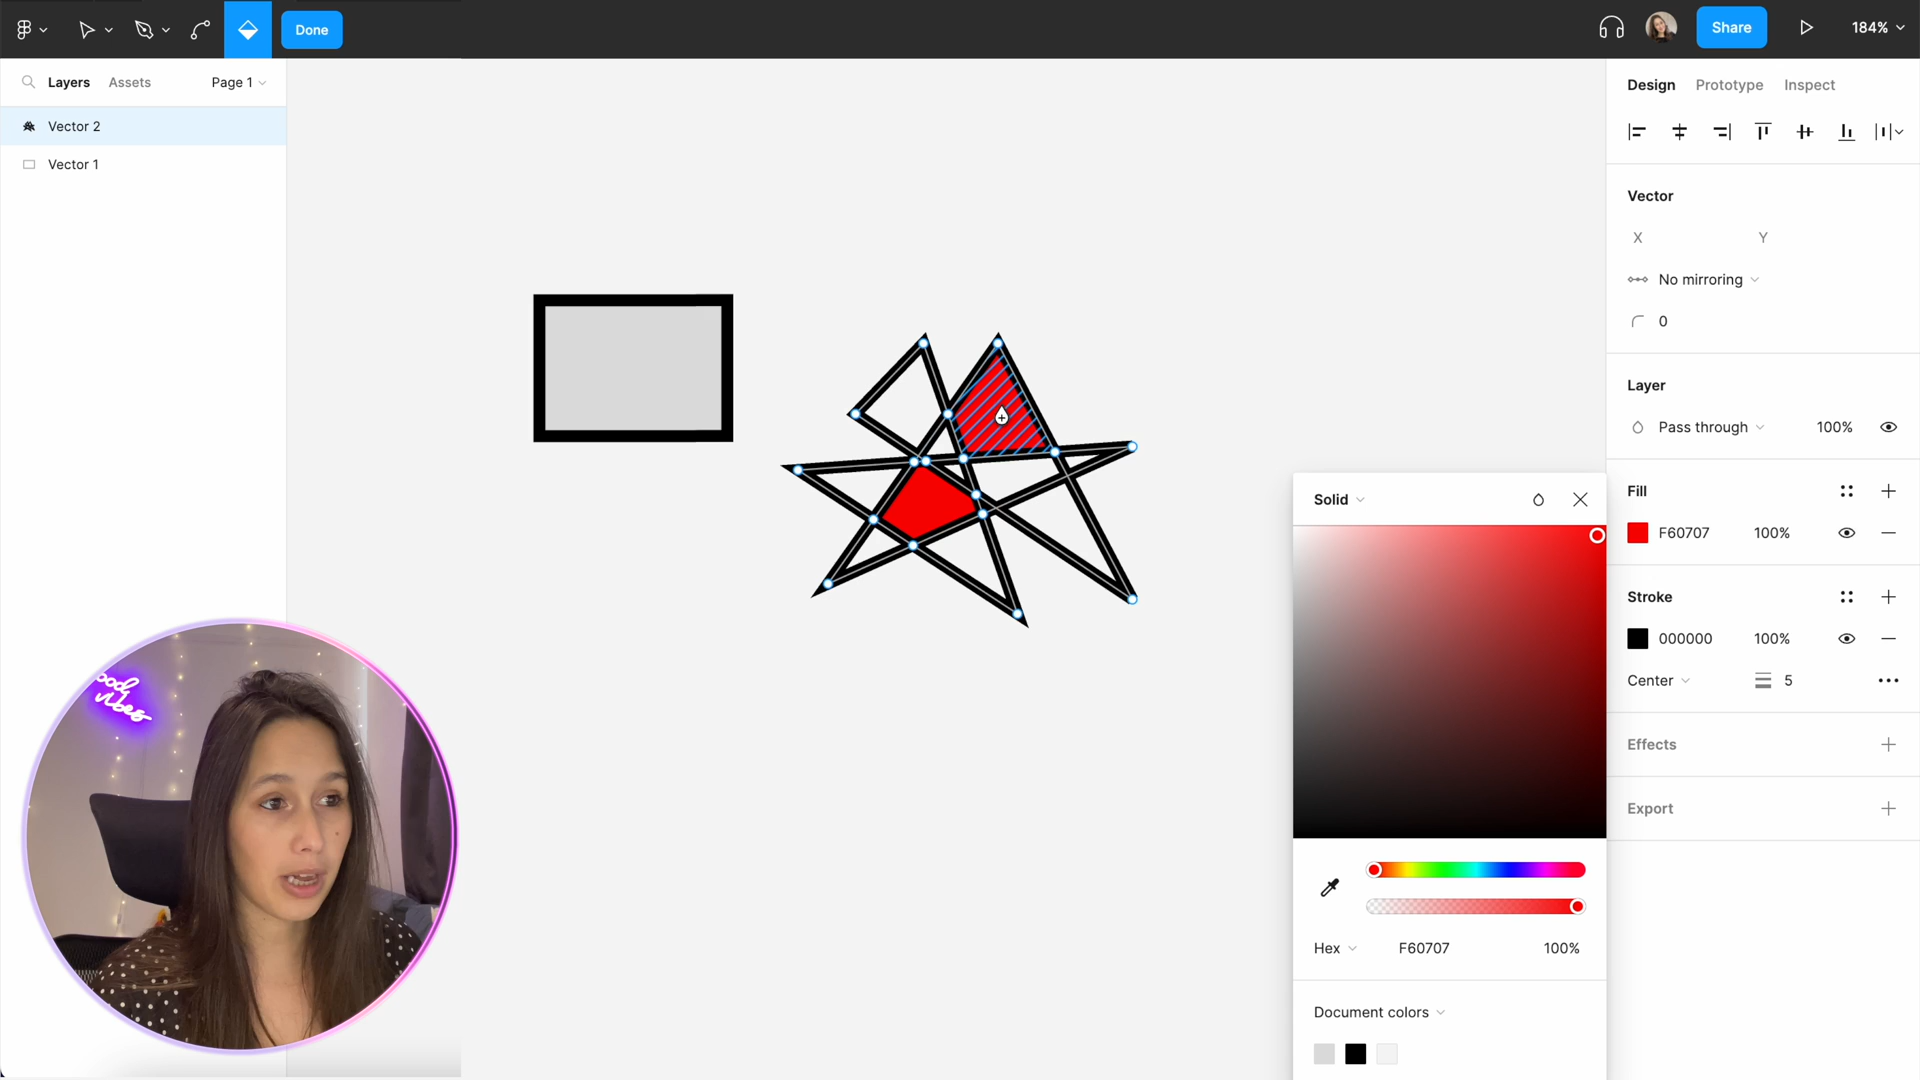 Done
Share
184%
Layers
Assets
Page 1
Vector 2
Vector 1
Design
Prototype
Inspect
Vector
X
Y
No mirroring
0
Layer
Pass through
100%
Fill
F60707
100%
Stroke
000000
100%
Center
5
Effects
Export
Solid
Hex
F60707
100%
Document colors
ood
vibes